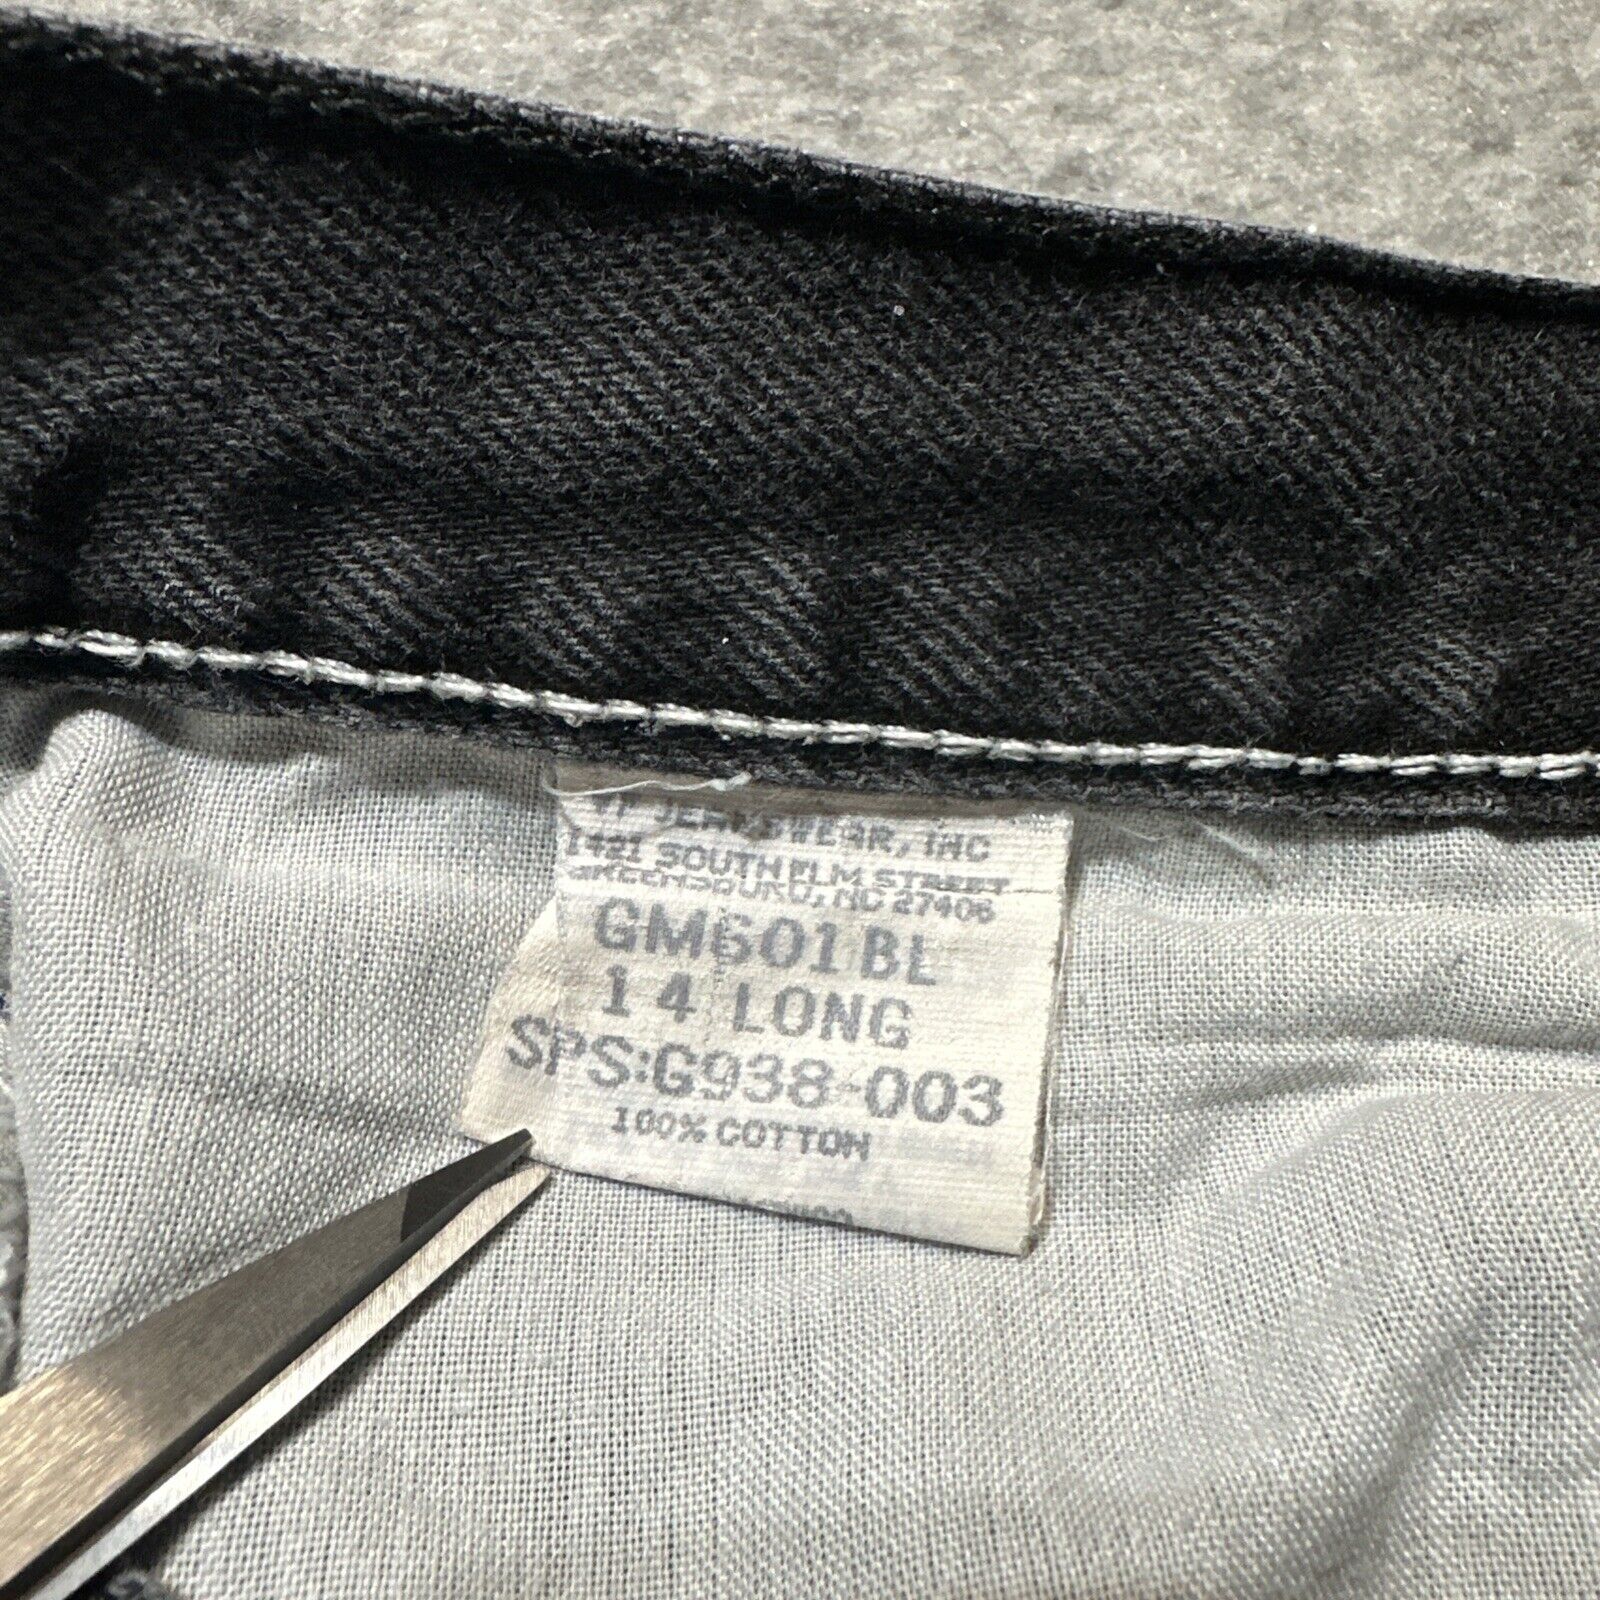 VF JEANSWEAR, INC
1421 SOUTH ELM STREET
GREENSBORO, NC 27406
GM601BL
14 LONG
SPS:G938-003
100% COTTON